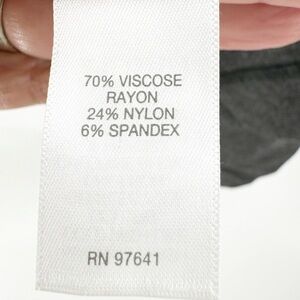 70% VISCOSE
RAYON
24% NYLON
6% SPANDEX
RN 97641